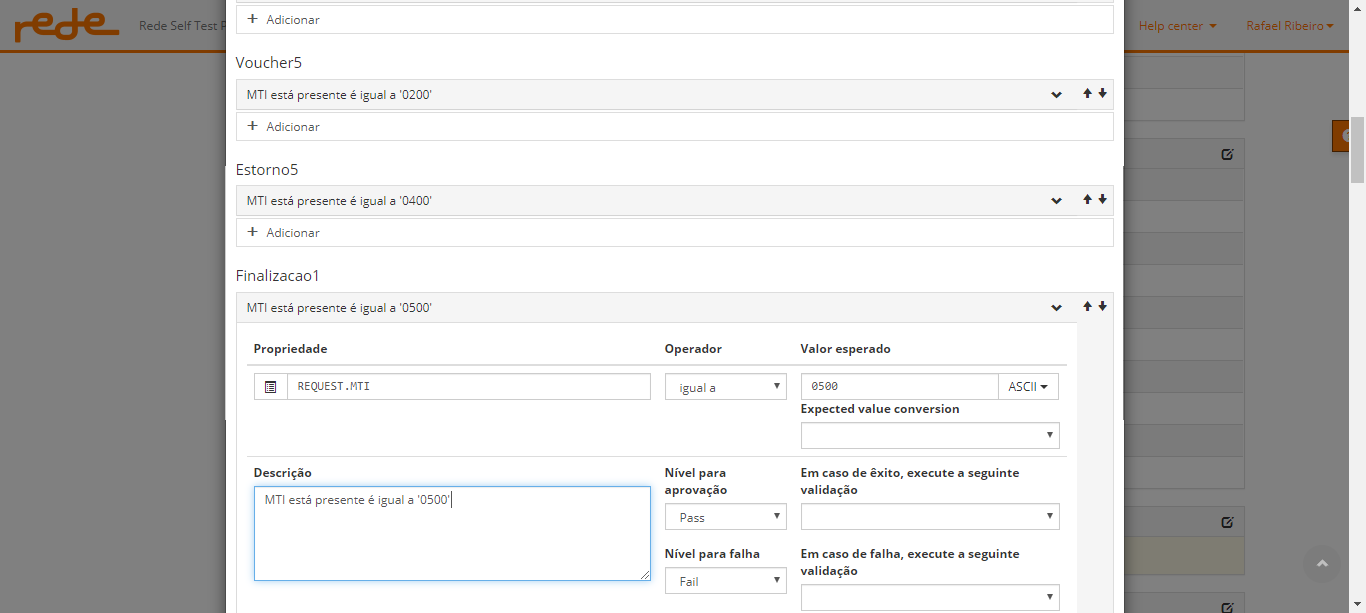 rede
Rede Self Test
Help center
Rafael Ribeiro
+ Adicionar
Voucher5
MTI está presente é igual a '0200'
+ Adicionar
Estorno5
MTI está presente é igual a '0400'
+ Adicionar
Finalizacao1
MTI está presente é igual a '0500'
Propriedade
Operador
Valor esperado
REQUEST.MTI
igual a
0500
ASCII
Expected value conversion
Descrição
Nível para
aprovação
Em caso de êxito, execute a seguinte
validação
MTI está presente é igual a '0500'
Pass
Nível para falha
Em caso de falha, execute a seguinte
validação
Fail